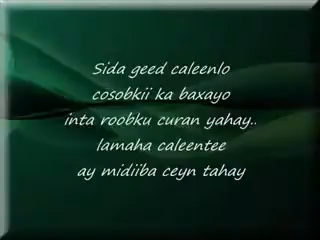 Sida geed caleenlo
cosobkii ka baxayo
inta roobku curan yahay..
lamaha caleentee
ay midiiba ceyn tahay